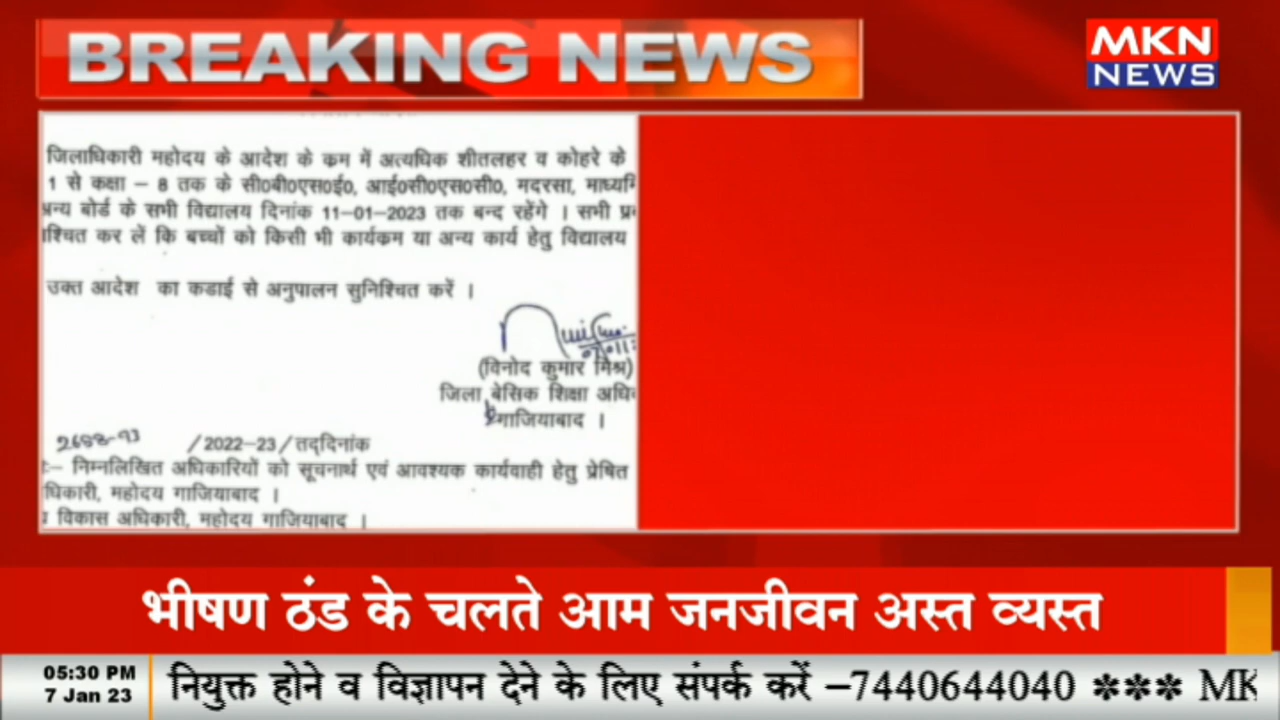 BREAKING NEWS
MKN
NEWS
जिलाधिकारी महोदय के आदेश के क्रम में अत्यधिक शीतलहर व कोहरे के
1 से कक्षा – 8 तक के सी0बी0एस0ई0, आई0सी0एस0सी0, मदरसा, माध्यमि
अन्य बोर्ड के सभी विद्यालय दिनांक 11–01–2023 तक बन्द रहेंगे । सभी प्र
श्चित कर लें कि बच्चों को किसी भी कार्यक्रम या अन्य कार्य हेतु विद्यालय
उक्त आदेश का कडाई से अनुपालन सुनिश्चित करें ।
(विनोद कुमार मिश्र)
जिला बेसिक शिक्षा अधि
गाजियाबाद ।
/2022–23/तद्दिनांक
:– निम्नलिखित अधिकारियों को सूचनार्थ एवं आवश्यक कार्यवाही हेतु प्रेषित
धिकारी, महोदय गाजियाबाद ।
विकास अधिकारी, महोदय गाजियाबाद ।
भीषण ठंड के चलते आम जनजीवन अस्त व्यस्त
05:30 PM
7 Jan 23
नियुक्त होने व विज्ञापन देने के लिए संपर्क करें –7440644040 *** MK